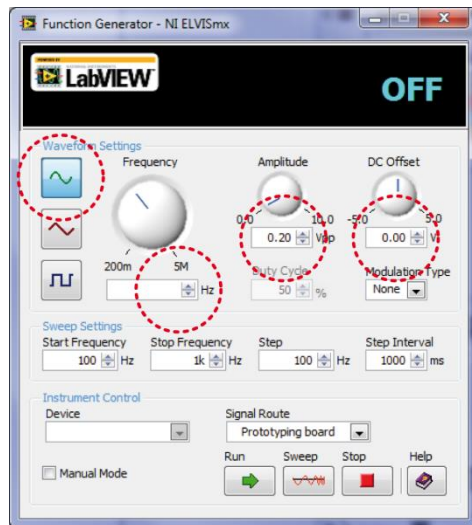 Function Generator - NI ELVISmx
LabVIEW
OFF
Waveform Settings
Frequency
Amplitude
DC Offset
0.0 10.0
-5.0 5.0
0.20 Vpp
0.00 V
200m 5M
Hz
Duty Cycle
50 %
Modulation Type
None
Sweep Settings
Start Frequency
Stop Frequency
Step
Step Interval
100 Hz
1k Hz
100 Hz
1000 ms
Instrument Control
Device
Signal Route
Prototyping board
Manual Mode
Run
Sweep
Stop
Help